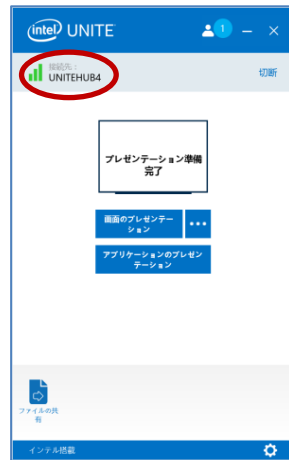 intel UNITE
1
接続先：
UNITEHUB4
切断
プレゼンテーション準備
完了
画面のプレゼンテー
ション
アプリケーションのプレゼン
テーション
ファイルの共
有
インテル搭載